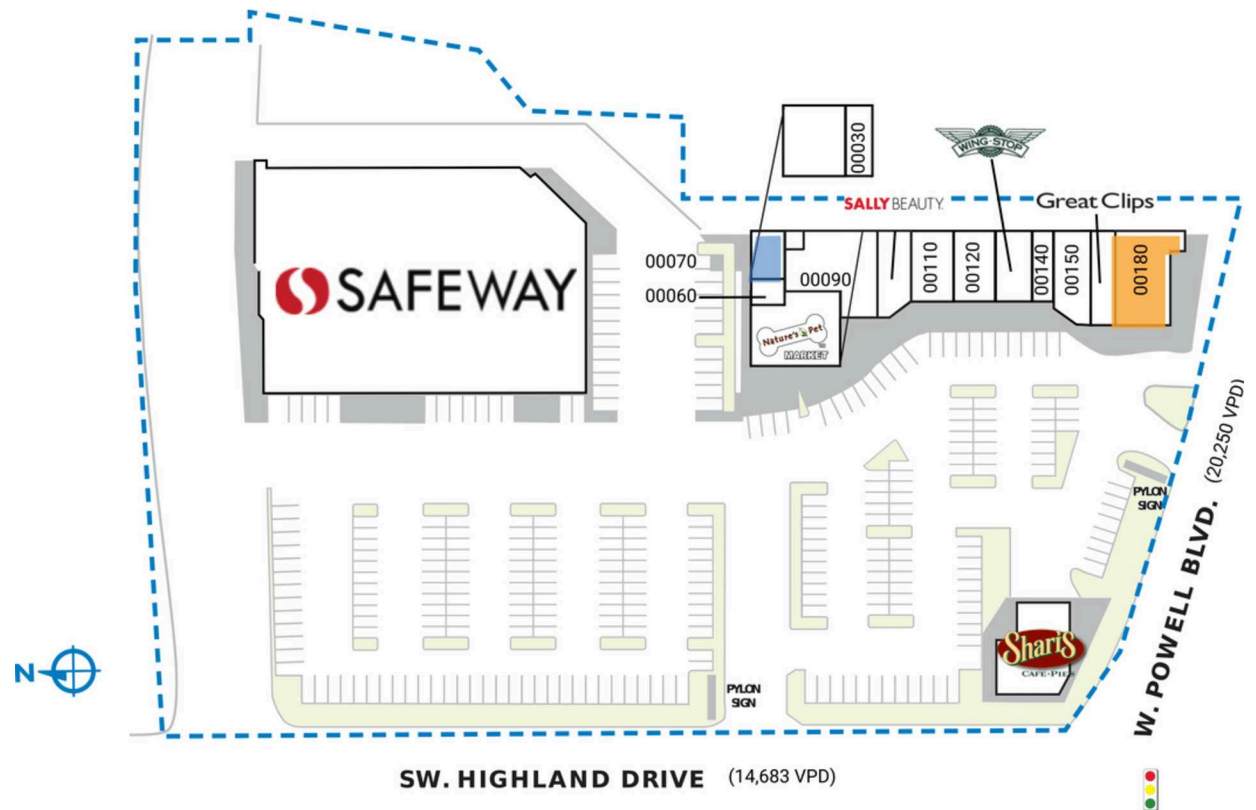 00030
WING·STOP
SALLY BEAUTY.
Great Clips
00070
00060
00090
00110
00120
00140
00150
00180
SAFEWAY
Nature's Pet
MARKET
(20,250 VPD)
W. POWELL BLVD.
PYLON
SIGN
Shari's
CAFE·PIES
N
PYLON
SIGN
SW. HIGHLAND DRIVE (14,683 VPD)